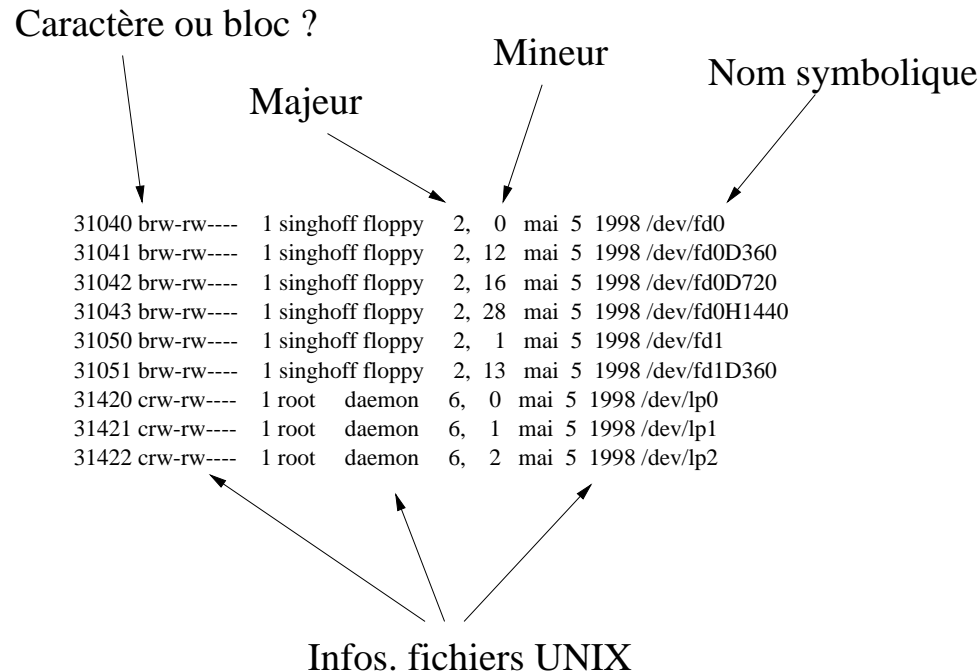 Caractère ou bloc ?
Mineur
Nom symbolique
Majeur
31040 brw-rw---- 1 singhoff floppy 2, 0 mai 5 1998 /dev/fd0
31041 brw-rw---- 1 singhoff floppy 2, 12 mai 5 1998 /dev/fd0D360
31042 brw-rw---- 1 singhoff floppy 2, 16 mai 5 1998 /dev/fd0D720
31043 brw-rw---- 1 singhoff floppy 2, 28 mai 5 1998 /dev/fd0H1440
31050 brw-rw---- 1 singhoff floppy 2, 1 mai 5 1998 /dev/fd1
31051 brw-rw---- 1 singhoff floppy 2, 13 mai 5 1998 /dev/fd1D360
31420 crw-rw---- 1 root daemon 6, 0 mai 5 1998 /dev/lp0
31421 crw-rw---- 1 root daemon 6, 1 mai 5 1998 /dev/lp1
31422 crw-rw---- 1 root daemon 6, 2 mai 5 1998 /dev/lp2
Infos. fichiers UNIX